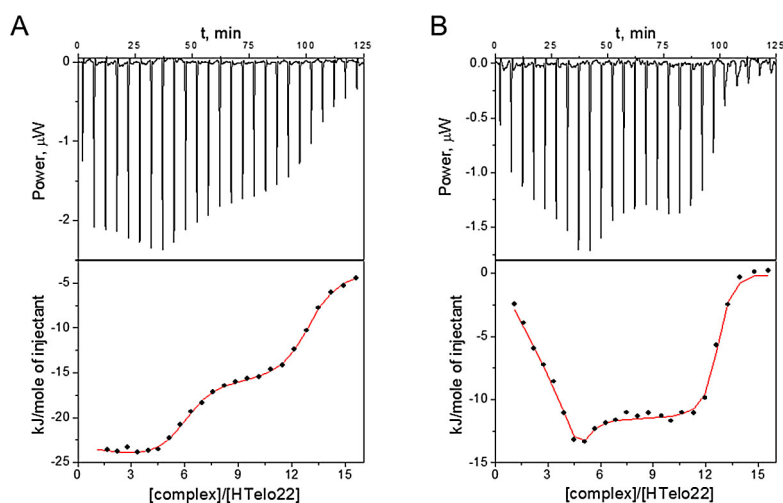 A
t, min
0 25 50 75 100 125
0
-1
-2
Power, µW
-5
-10
-15
-20
-25
kJ/mole of injectant
0 3 6 9 12 15
[complex]/[HTelo22]
B
t, min
0 25 50 75 100 125
0.0
-0.5
-1.0
-1.5
Power, µW
0
-5
-10
-15
kJ/mole of injectant
0 3 6 9 12 15
[complex]/[HTelo22]